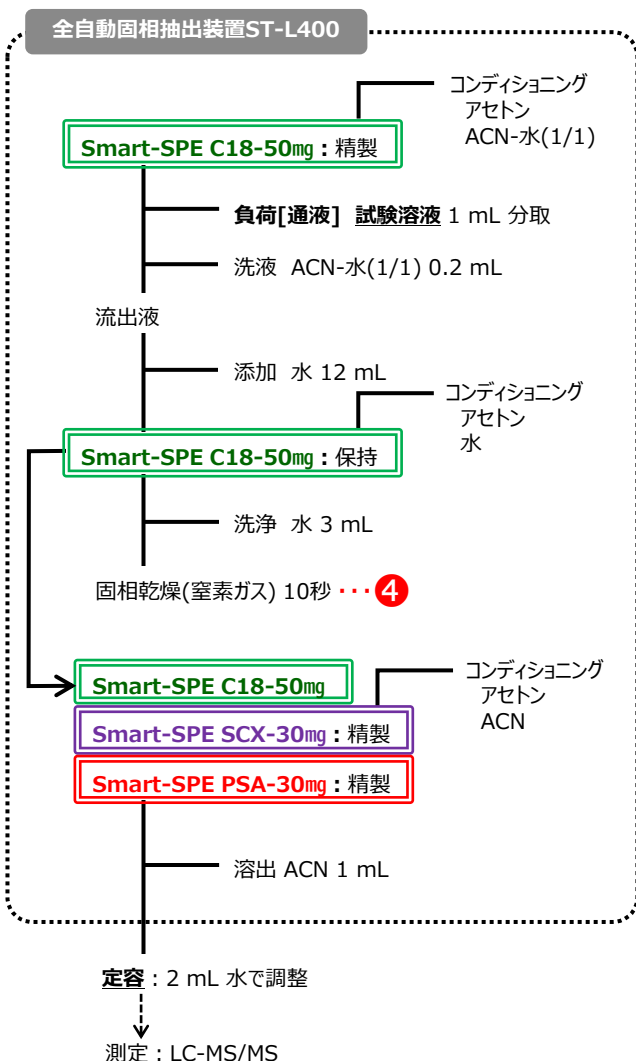 全自動固相抽出装置ST-L400
コンディショニング
アセトン
ACN-水(1/1)
Smart-SPE C18-50㎎：精製
負荷[通液] 試験溶液 1 mL 分取
洗液 ACN-水(1/1) 0.2 mL
流出液
添加 水 12 mL
コンディショニング
アセトン
水
Smart-SPE C18-50㎎：保持
洗浄 水 3 mL
固相乾燥(窒素ガス) 10秒 ･･･❹
コンディショニング
アセトン
ACN
Smart-SPE C18-50㎎
Smart-SPE SCX-30㎎：精製
Smart-SPE PSA-30㎎：精製
溶出 ACN 1 mL
定容：2 mL 水で調整
測定：LC-MS/MS